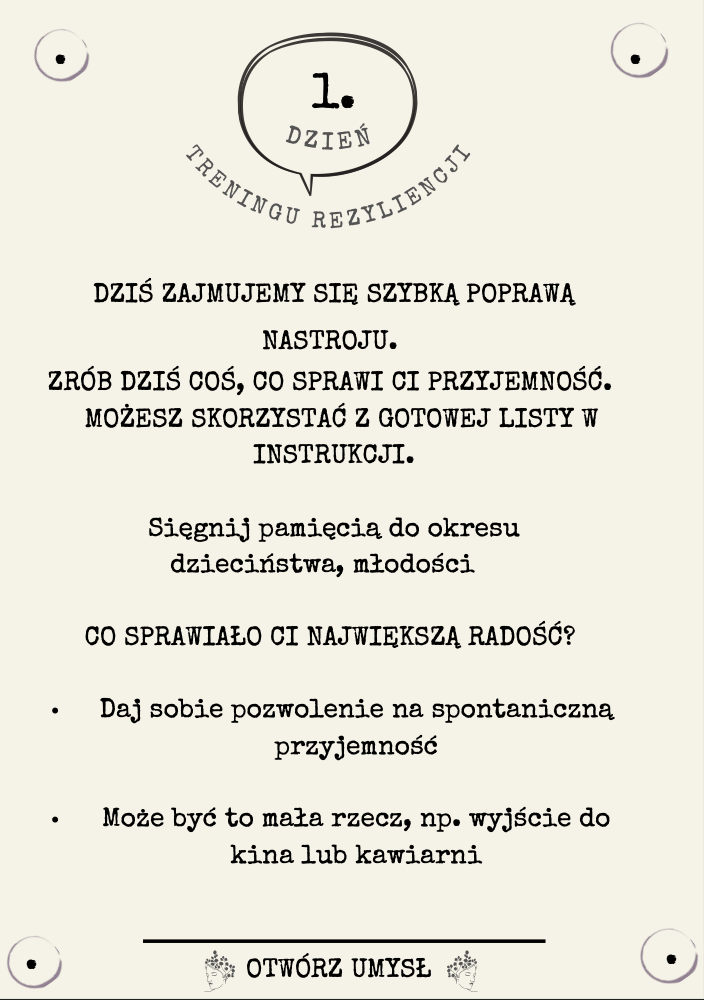 1.
DZIEŃ
TRENINGU REZYLIENCJI
DZIŚ ZAJMUJEMY SIĘ SZYBKĄ POPRAWĄ
NASTROJU.
ZRÓB DZIŚ COŚ, CO SPRAWI CI PRZYJEMNOŚĆ.
MOŻESZ SKORZYSTAĆ Z GOTOWEJ LISTY W
INSTRUKCJI.
Sięgnij pamięcią do okresu
dzieciństwa, młodości
CO SPRAWIAŁO CI NAJWIĘKSZĄ RADOŚĆ?
• Daj sobie pozwolenie na spontaniczną
przyjemność
• Może być to mała rzecz, np. wyjście do
kina lub kawiarni
OTWÓRZ UMYSŁ